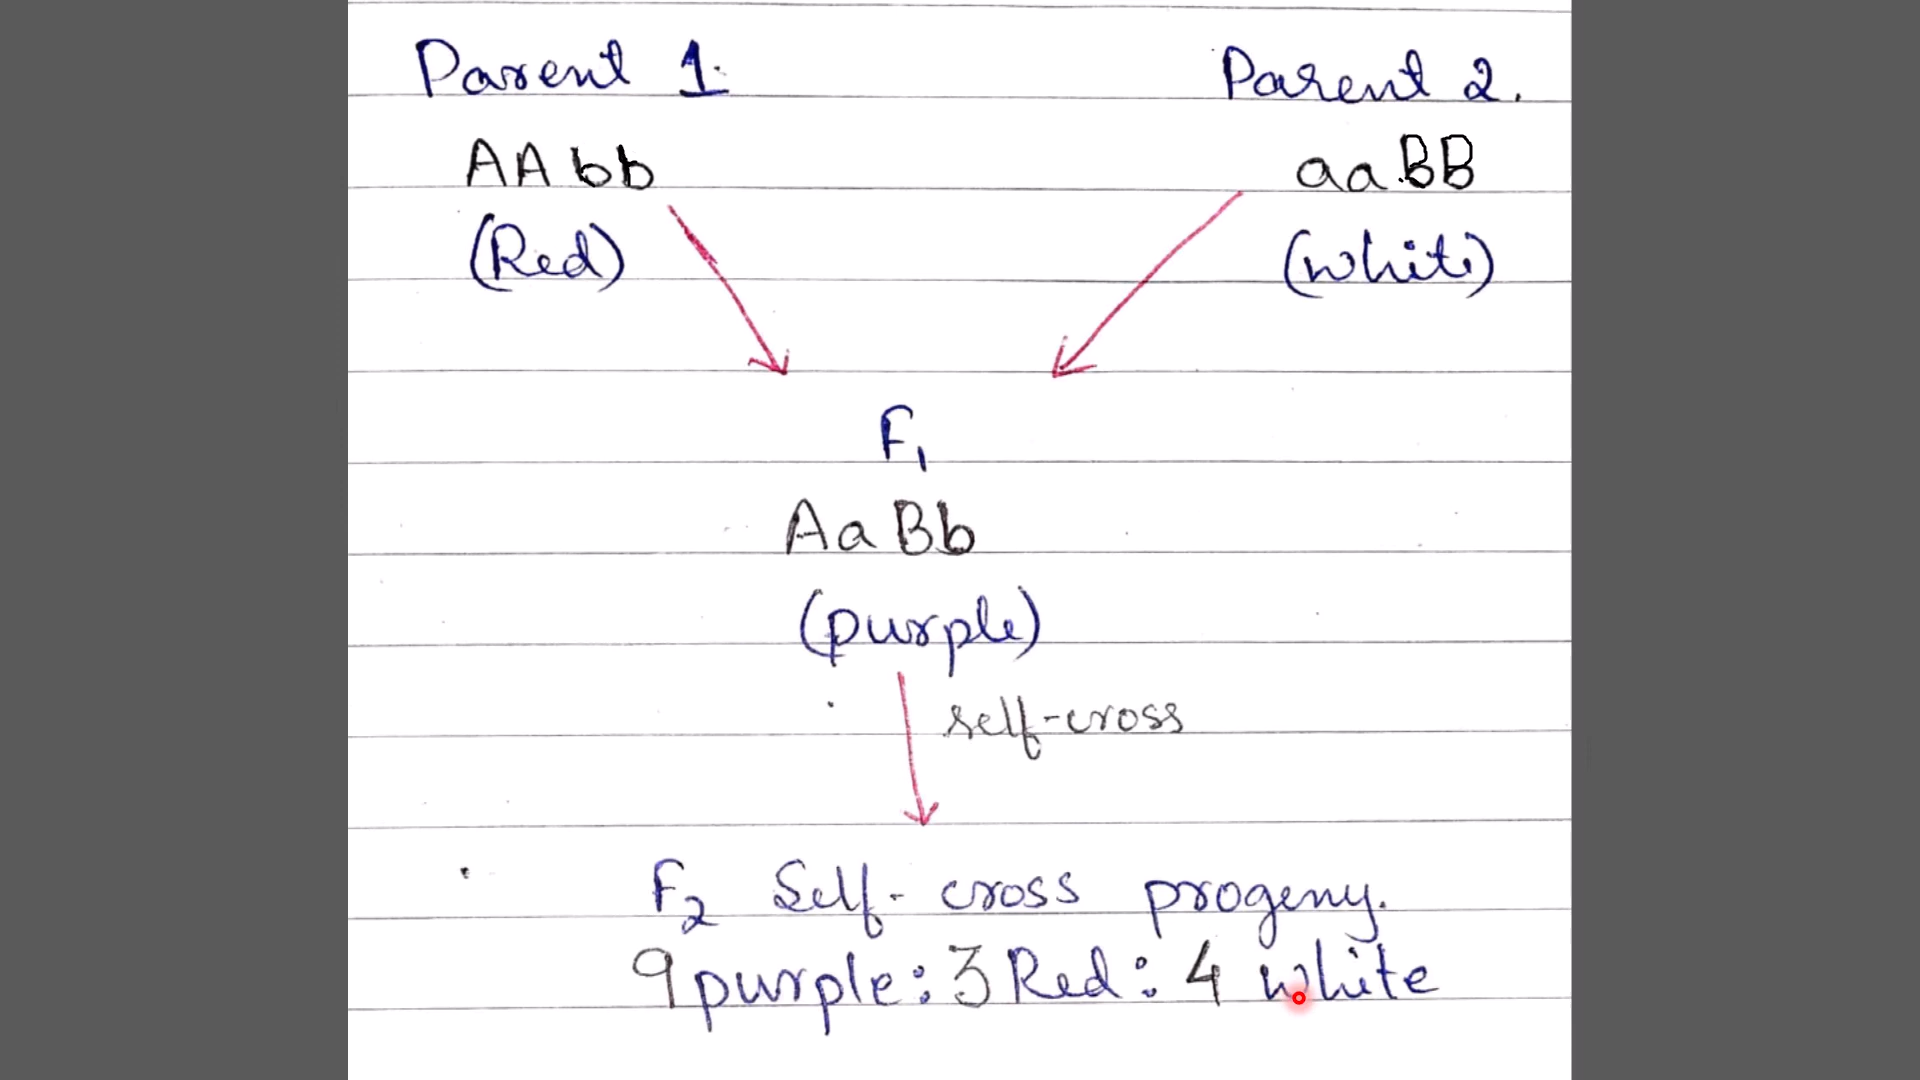 Parent 1. Parent 2.
AAbb aaBB
(Red) (white)
F1
AaBb
(purple)
self-cross
F2 Self-cross progeny.
9 purple: 3 Red: 4 white